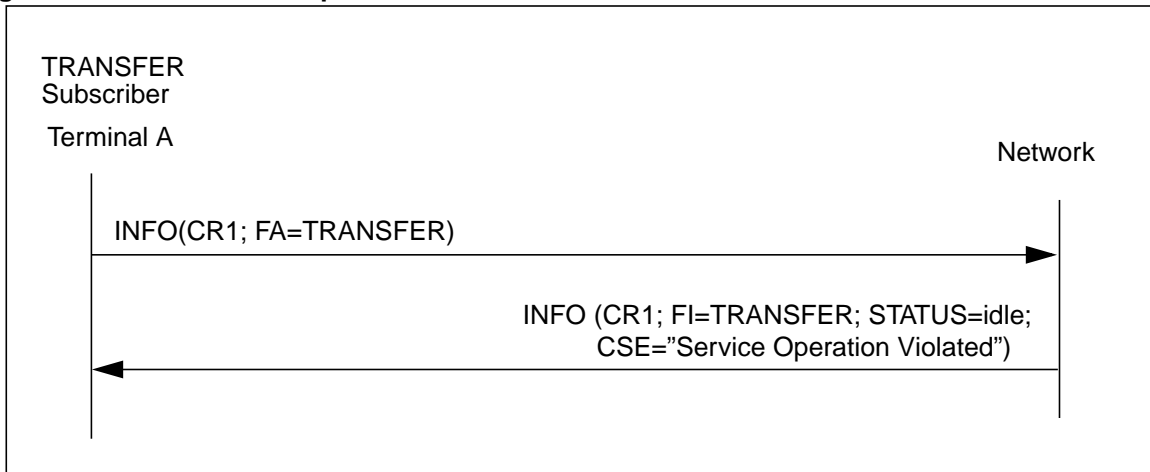 TRANSFER
Subscriber
Terminal A
Network
INFO(CR1; FA=TRANSFER)
INFO (CR1; FI=TRANSFER; STATUS=idle;
CSE=”Service Operation Violated”)